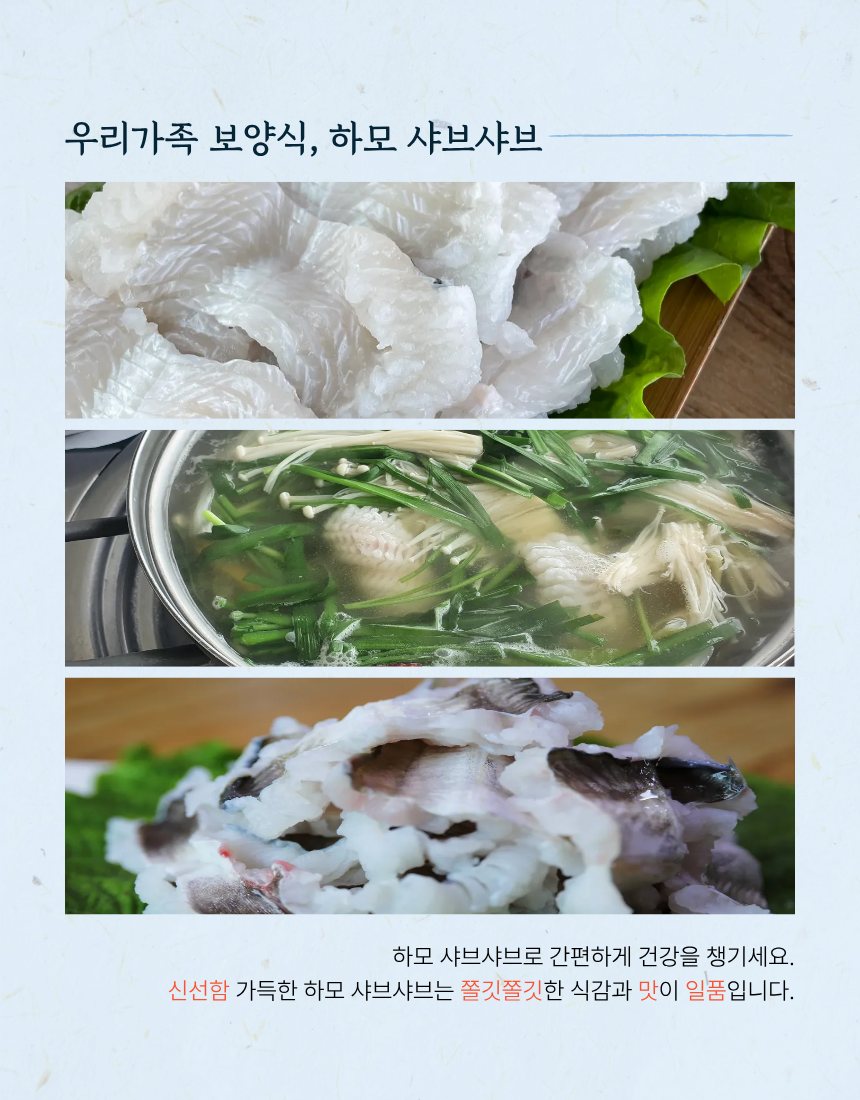 우리가족 보양식, 하모 샤브샤브
하모 샤브샤브로 간편하게 건강을 챙기세요.
신선함 가득한 하모 샤브샤브는 쫄깃쫄깃한 식감과 맛이 일품입니다.